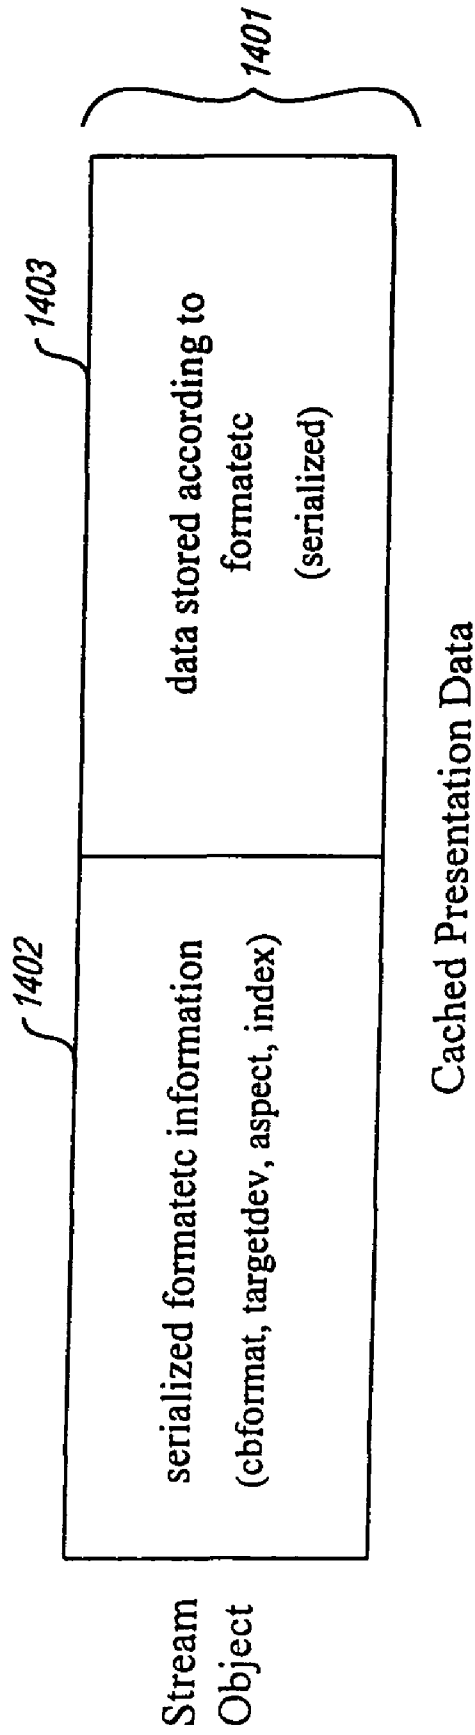 1402
1403
1401
Stream
Object
serialized formatetc information
(cbformat, targetdev, aspect, index)
data stored according to
formatetc
(serialized)
Cached Presentation Data